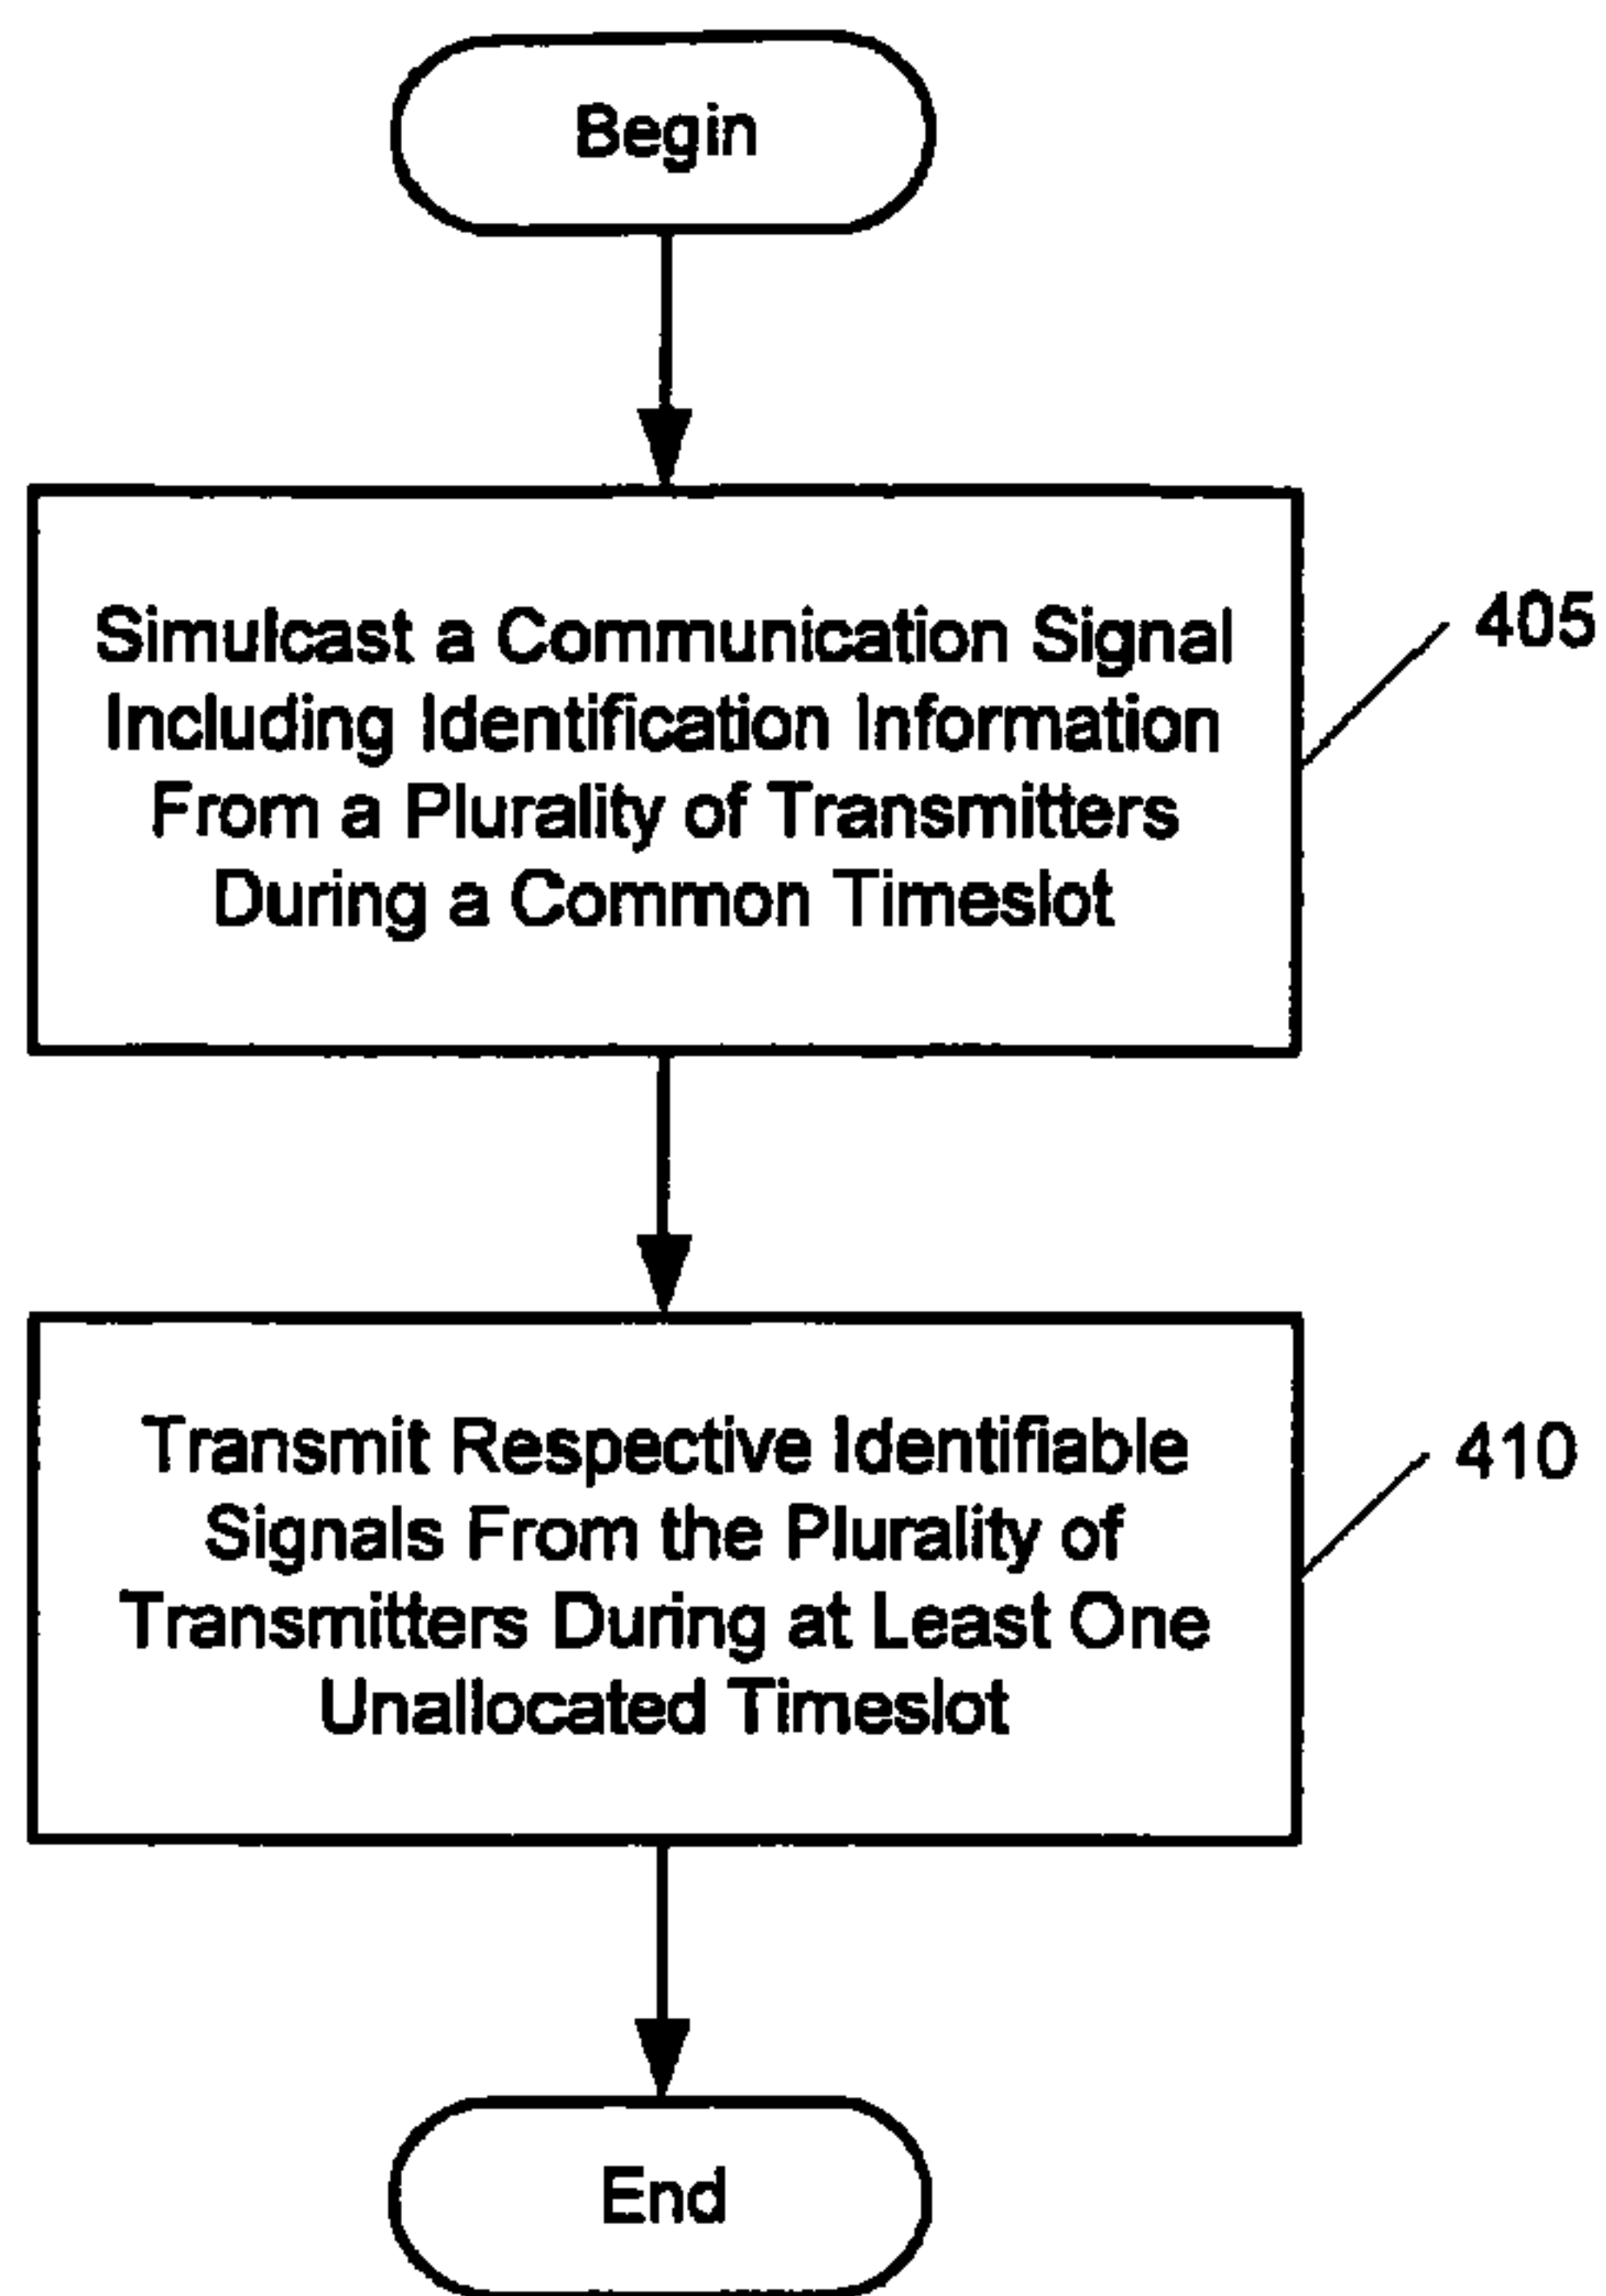 Begin
Simulcast a Communication Signal
Including Identification Information
From a Plurality of Transmitters
During a Common Timeslot
405
Transmit Respective Identifiable
Signals From the Plurality of
Transmitters During at Least One
Unallocated Timeslot
410
End